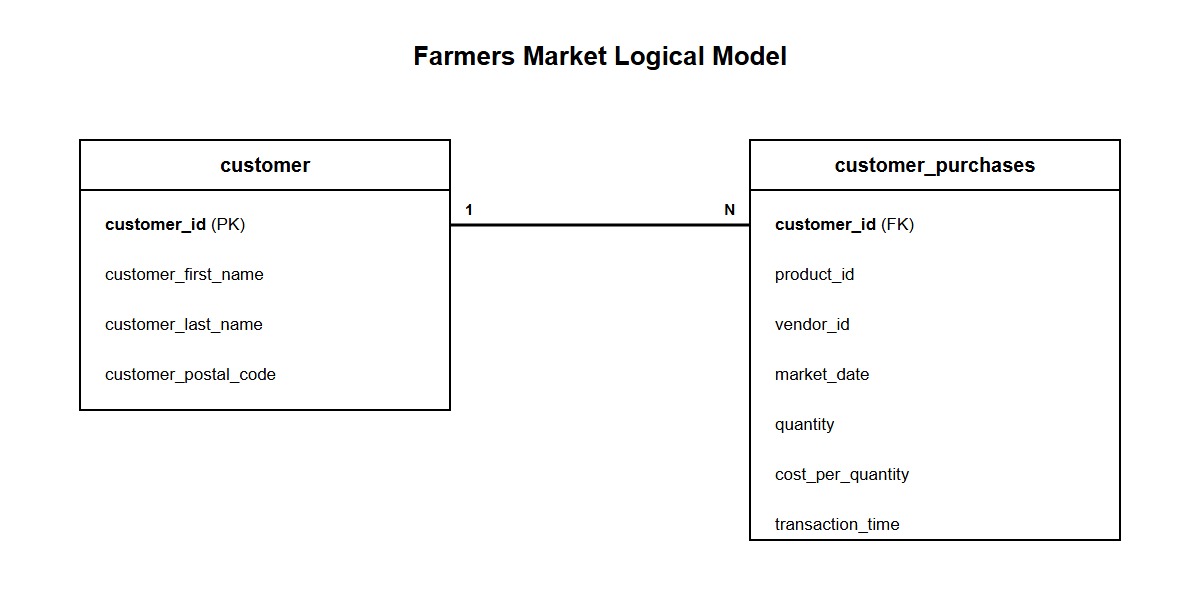 Farmers Market Logical Model
customer
customer_id (PK)
customer_first_name
customer_last_name
customer_postal_code
1
N
customer_purchases
customer_id (FK)
product_id
vendor_id
market_date
quantity
cost_per_quantity
transaction_time